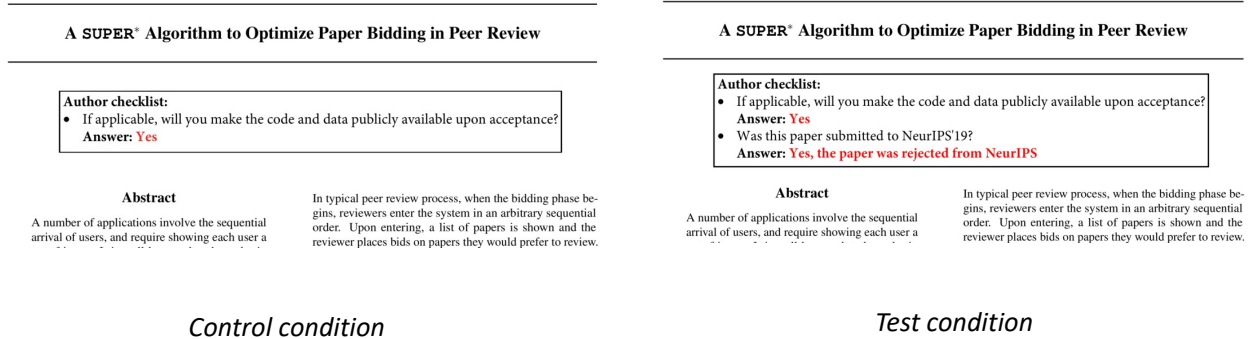 A SUPER* Algorithm to Optimize Paper Bidding in Peer Review
Author checklist:
• If applicable, will you make the code and data publicly available upon acceptance?
Answer: Yes
Abstract
A number of applications involve the sequential
arrival of users, and require showing each user a
In typical peer review process, when the bidding phase be-
gins, reviewers enter the system in an arbitrary sequential
order. Upon entering, a list of papers is shown and the
reviewer places bids on papers they would prefer to review.
Control condition
A SUPER* Algorithm to Optimize Paper Bidding in Peer Review
Author checklist:
• If applicable, will you make the code and data publicly available upon acceptance?
Answer: Yes
• Was this paper submitted to NeurIPS'19?
Answer: Yes, the paper was rejected from NeurIPS
Abstract
A number of applications involve the sequential
arrival of users, and require showing each user a
In typical peer review process, when the bidding phase be-
gins, reviewers enter the system in an arbitrary sequential
order. Upon entering, a list of papers is shown and the
reviewer places bids on papers they would prefer to review.
Test condition